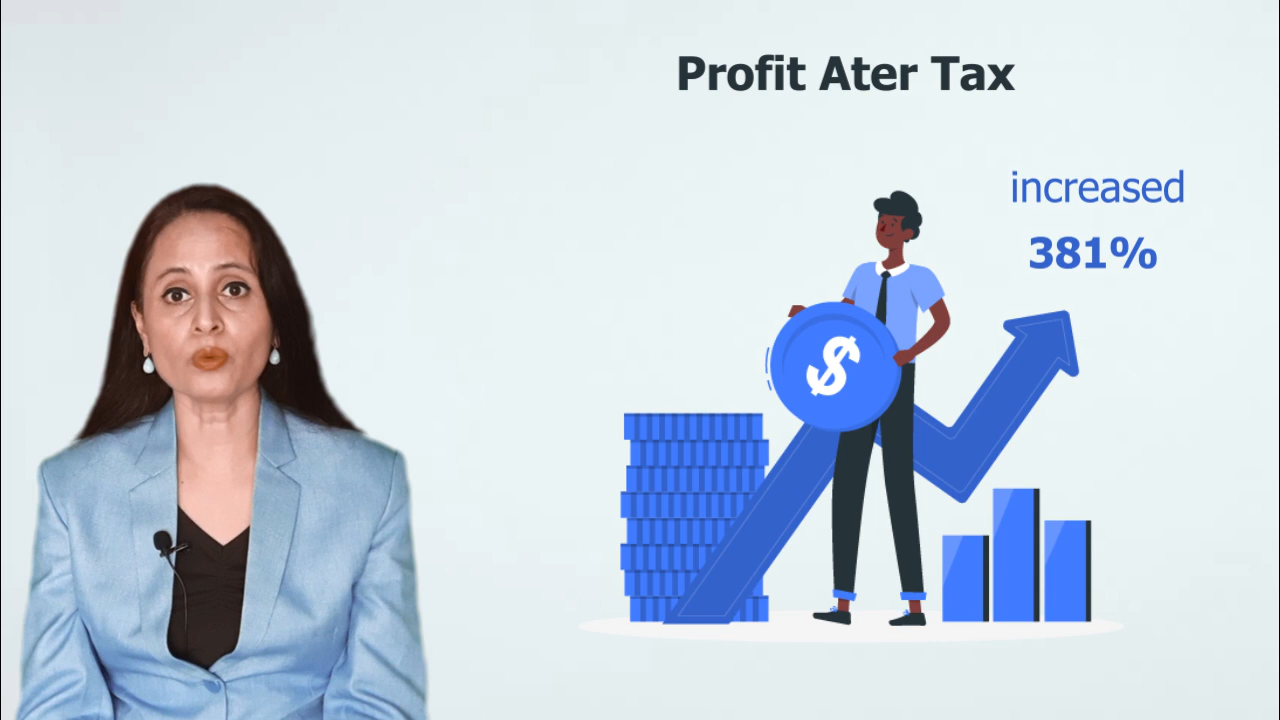 Profit Ater Tax
increased
381%
$